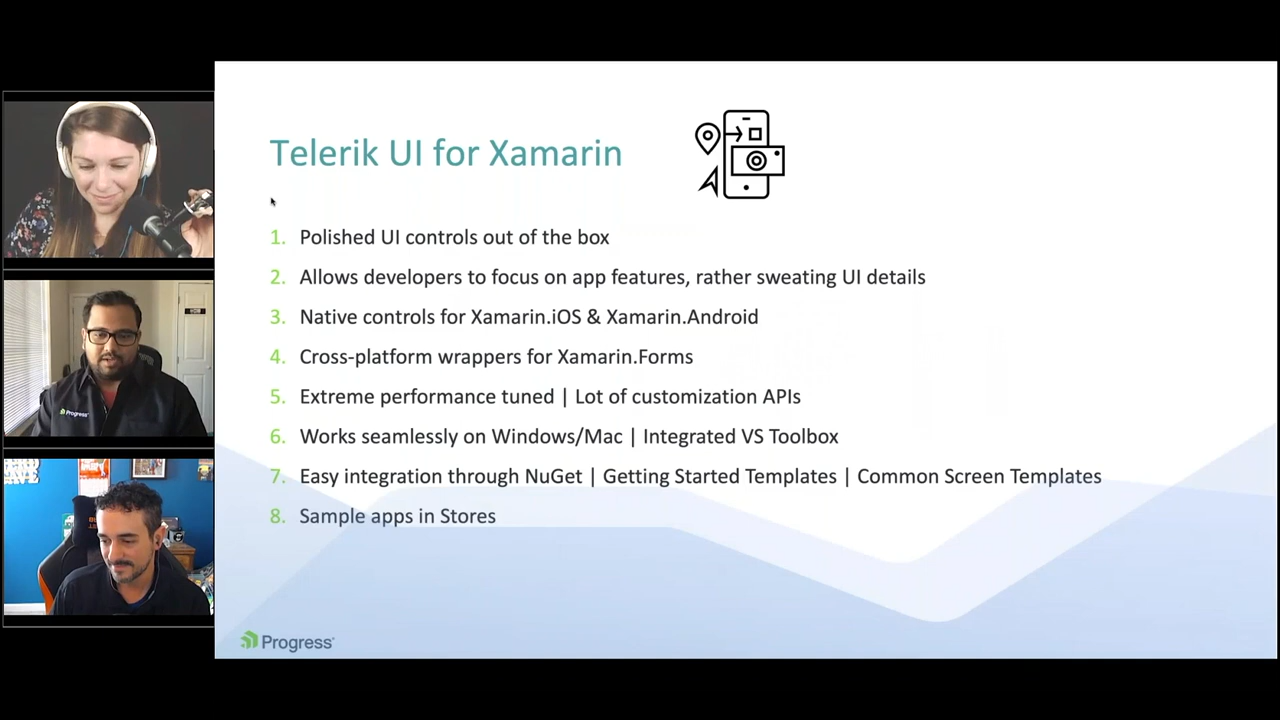 Telerik UI for Xamarin
1. Polished UI controls out of the box
2. Allows developers to focus on app features, rather sweating UI details
3. Native controls for Xamarin.iOS & Xamarin.Android
4. Cross-platform wrappers for Xamarin.Forms
5. Extreme performance tuned | Lot of customization APIs
6. Works seamlessly on Windows/Mac | Integrated VS Toolbox
7. Easy integration through NuGet | Getting Started Templates | Common Screen Templates
8. Sample apps in Stores
Progress
Progress